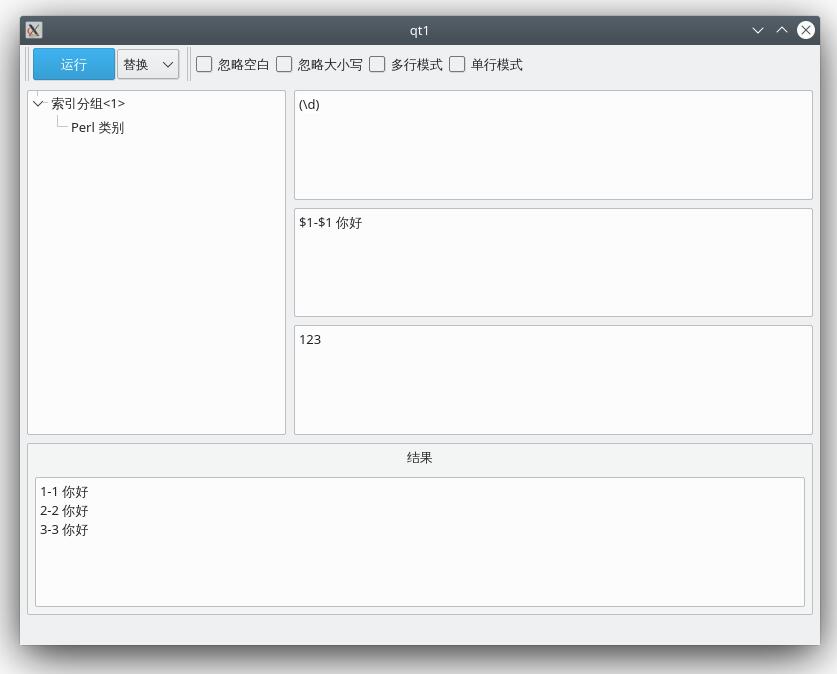 qt1
运行 替换 忽略空白 忽略大小写 多行模式 单行模式
索引分组<1>
Perl 类别
(\d)
$1-$1 你好
123
结果
1-1 你好
2-2 你好
3-3 你好